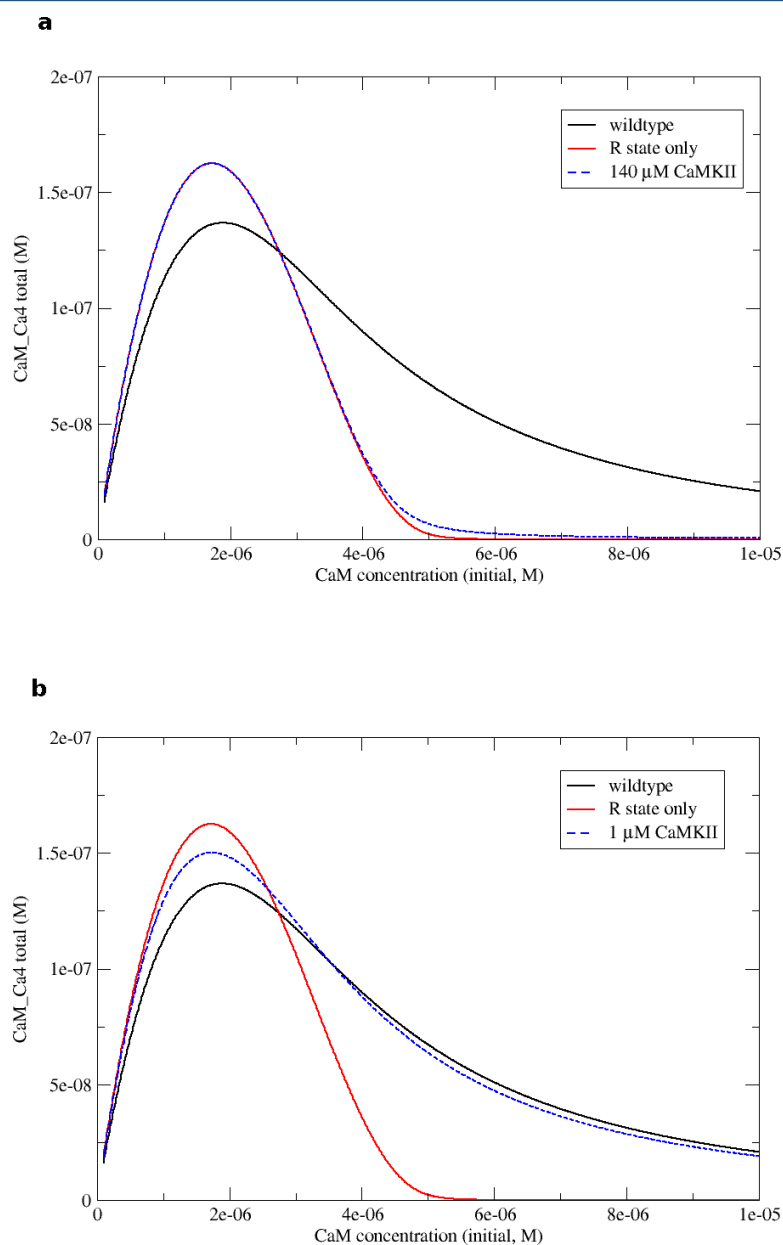 a
2e-07
1.5e-07
1e-07
5e-08
0
CaM_Ca4 total (M)
wildtype
R state only
140 µM CaMKII
0
2e-06
4e-06
6e-06
8e-06
1e-05
CaM concentration (initial, M)
b
2e-07
1.5e-07
1e-07
5e-08
0
CaM_Ca4 total (M)
wildtype
R state only
1 µM CaMKII
0
2e-06
4e-06
6e-06
8e-06
1e-05
CaM concentration (initial, M)